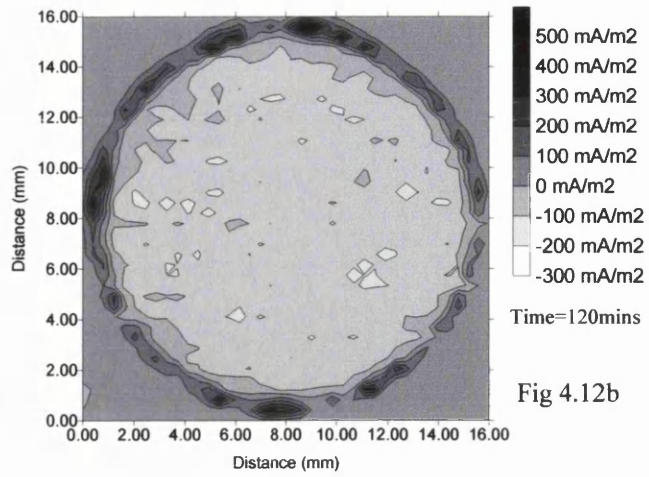 16.00
14.00
12.00
10.00
8.00
6.00
4.00
2.00
0.00
Distance (mm)
0.00 2.00 4.00 6.00 8.00 10.00 12.00 14.00 16.00
Distance (mm)
500 mA/m2
400 mA/m2
300 mA/m2
200 mA/m2
100 mA/m2
0 mA/m2
-100 mA/m2
-200 mA/m2
-300 mA/m2
Time=120mins
Fig 4.12b